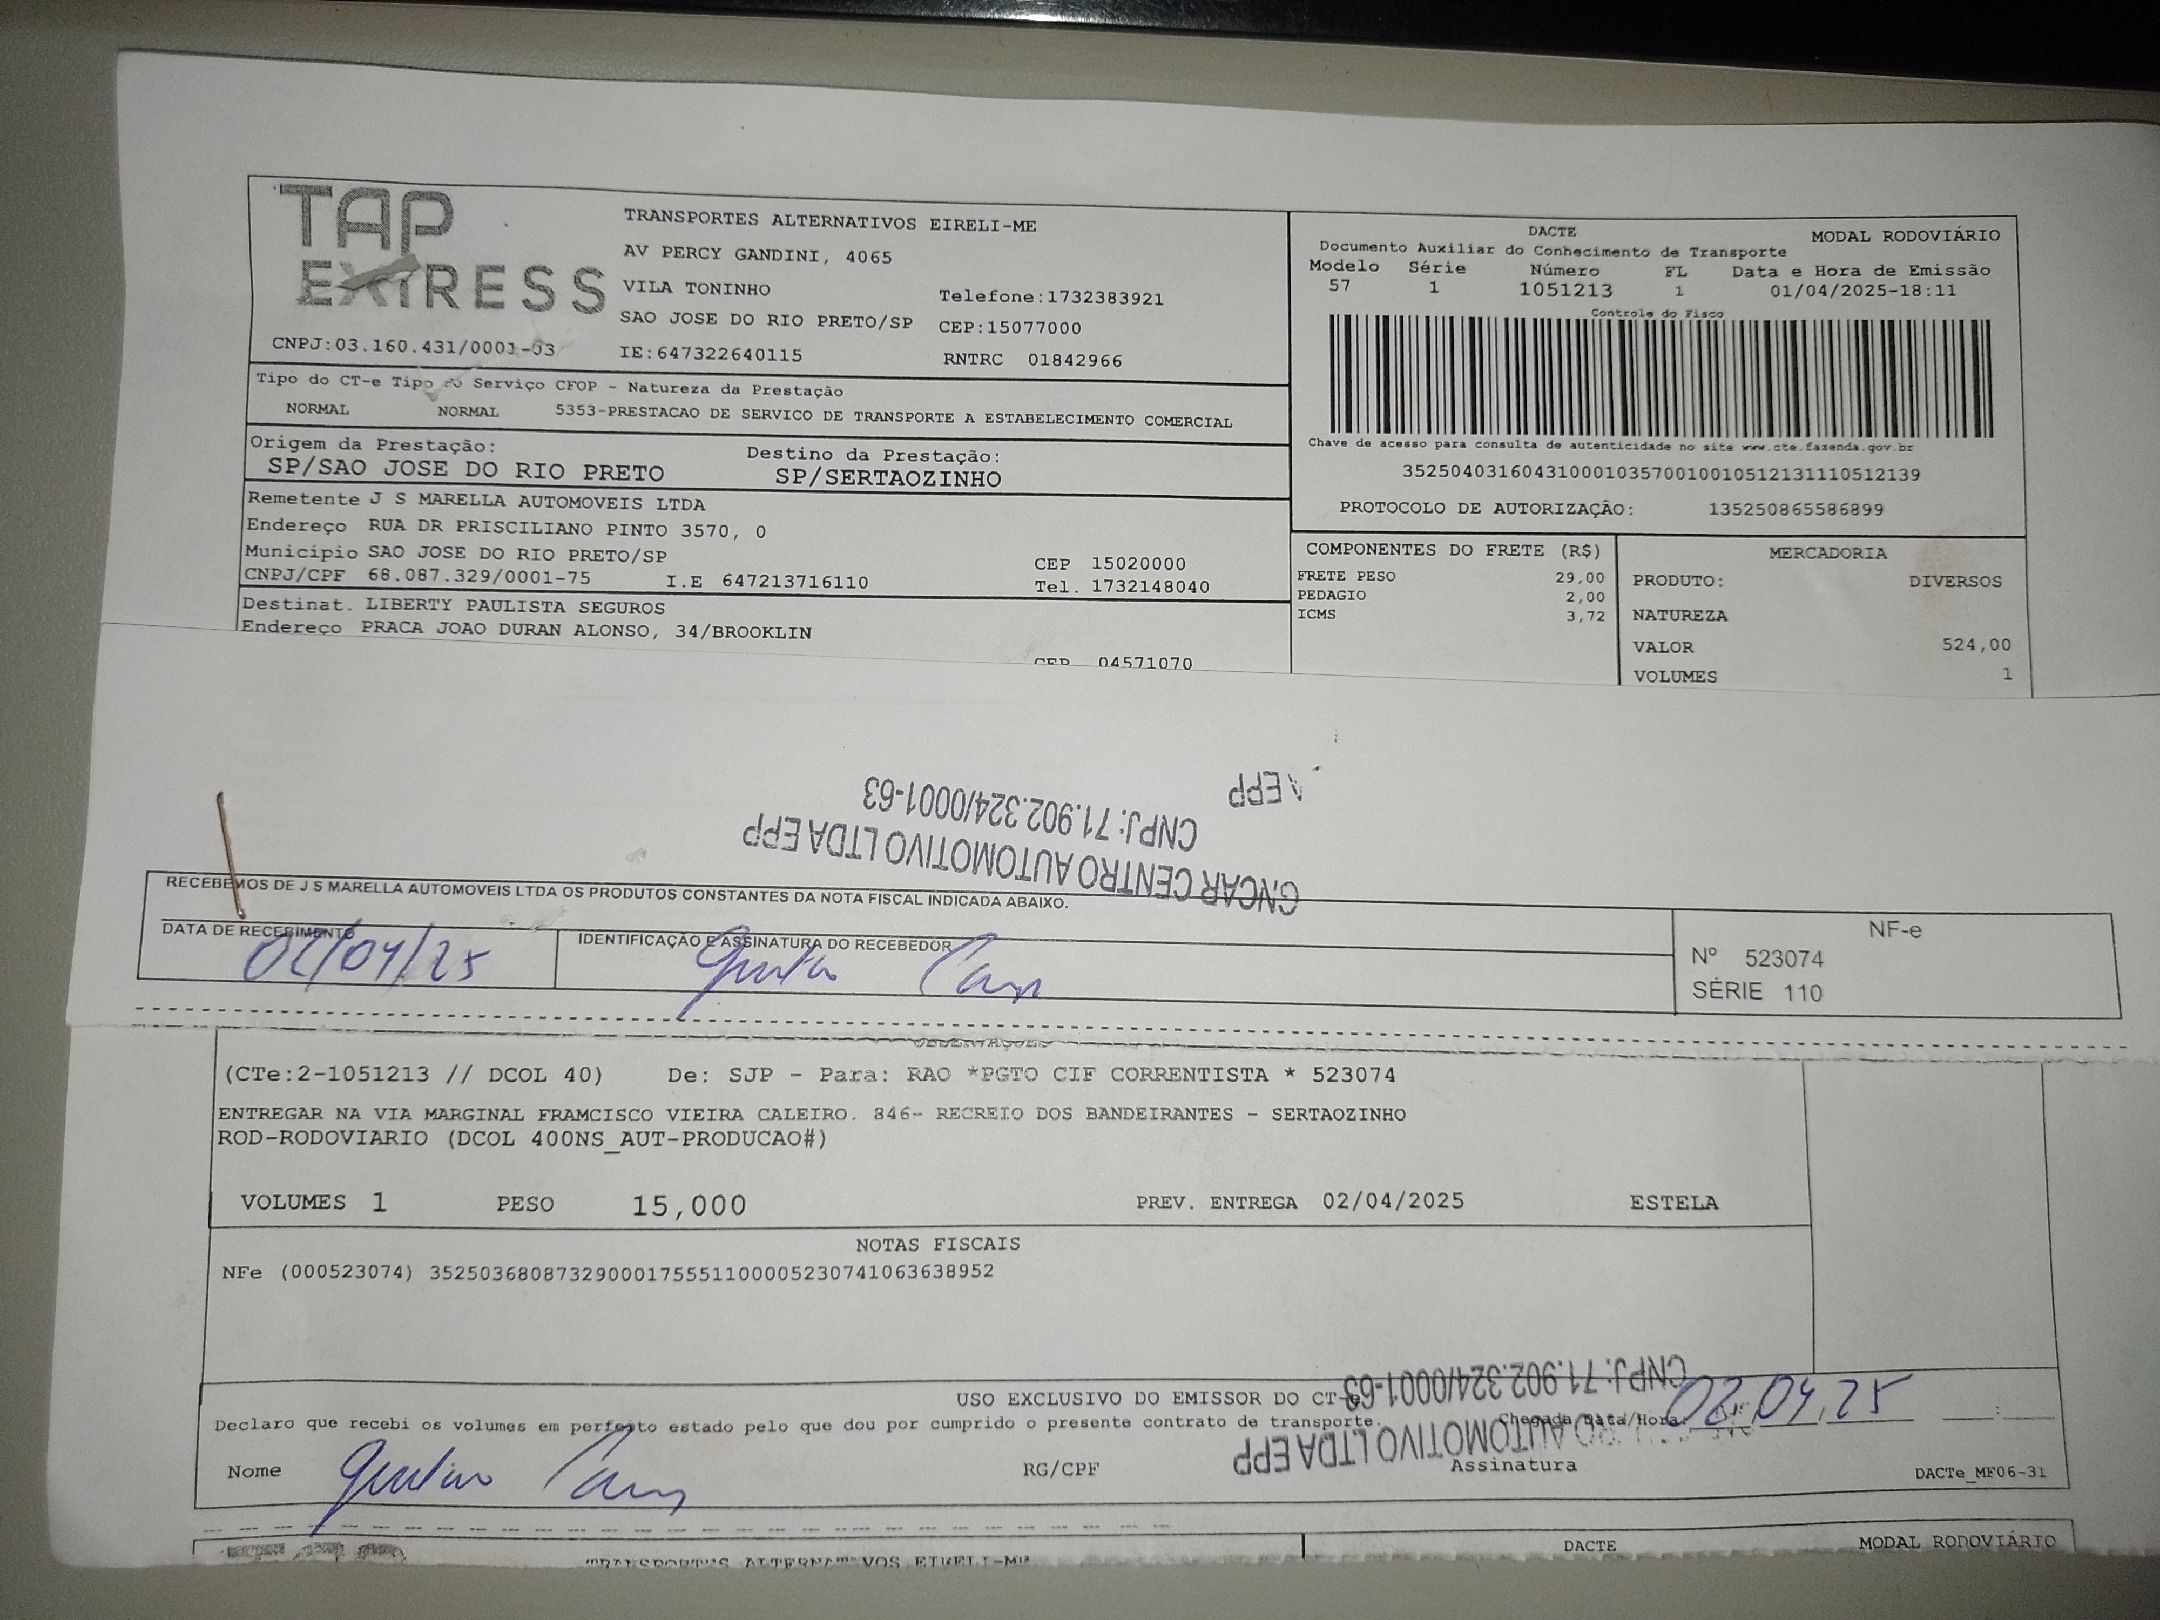 TAP
EXPRESS
TRANSPORTES ALTERNATIVOS EIRELI-ME
AV PERCY GANDINI, 4065
VILA TONINHO
Telefone:1732383921
SAO JOSE DO RIO PRETO/SP CEP:15077000
CNPJ:03.160.431/0001-03 IE:647322640115 RNTRC 01842966
DACTE MODAL RODOVIÁRIO
Documento Auxiliar do Conhecimento de Transporte
Modelo Série Número FL Data e Hora de Emissão
57 1 1051213 1 01/04/2025-18:11
Controle do Fisco
Chave de acesso para consulta de autenticidade no site www.cte.fazenda.gov.br
35250403160431000103570010010512131110512139
PROTOCOLO DE AUTORIZAÇÂO: 135250865586899
Tipo do CT-e Tipo do Serviço CFOP - Natureza da Prestação
NORMAL NORMAL 5353-PRESTACAO DE SERVICO DE TRANSPORTE A ESTABELECIMENTO COMERCIAL
Origem da Prestação: Destino da Prestação:
SP/SAO JOSE DO RIO PRETO SP/SERTAOZINHO
Remetente J S MARELLA AUTOMOVEIS LTDA
Endereço RUA DR PRISCILIANO PINTO 3570, 0
Município SAO JOSE DO RIO PRETO/SP CEP 15020000
CNPJ/CPF 68.087.329/0001-75 I.E 647213716110 Tel. 1732148040
Destinat. LIBERTY PAULISTA SEGUROS
Endereço PRACA JOAO DURAN ALONSO, 34/BROOKLIN
CEP 04571070
COMPONENTES DO FRETE (R$)
FRETE PESO 29,00
PEDAGIO 2,00
ICMS 3,72
MERCADORIA
PRODUTO: DIVERSOS
NATUREZA
VALOR 524,00
VOLUMES 1
A EPP
CNPJ: 71.902.324/0001-63
CAR CENTRO AUTOMOTIVO LTDA EPP
RECEBEMOS DE J S MARELLA AUTOMOVEIS LTDA OS PRODUTOS CONSTANTES DA NOTA FISCAL INDICADA ABAIXO.
DATA DE RECEBIMENTO IDENTIFICAÇÃO E ASSINATURA DO RECEBEDOR
02/04/25
NF-e
Nº 523074
SÉRIE 110
OBSERVAÇÕES
(CTe:2-1051213 // DCOL 40) De: SJP - Para: RAO *PGTO CIF CORRENTISTA * 523074
ENTREGAR NA VIA MARGINAL FRAMCISCO VIEIRA CALEIRO. 846- RECREIO DOS BANDEIRANTES - SERTAOZINHO
ROD-RODOVIARIO (DCOL 400NS_AUT-PRODUCAO#)
VOLUMES 1 PESO 15,000 PREV. ENTREGA 02/04/2025 ESTELA
NOTAS FISCAIS
NFe (000523074) 35250368087329000175551100005230741063638952
CNPJ: 71.902.324/0001-63
USO EXCLUSIVO DO EMISSOR DO CT-e
Declaro que recebi os volumes em perfeito estado pelo que dou por cumprido o presente contrato de transporte. Chegada Data/Hora: 02 04 25
RO AUTOMOTIVO LTDA EPP
Nome RG/CPF Assinatura
DACTe_MF06-31
TRANSPORTES ALTERNATIVOS EIRELI-ME DACTE MODAL RODOVIÁRIO